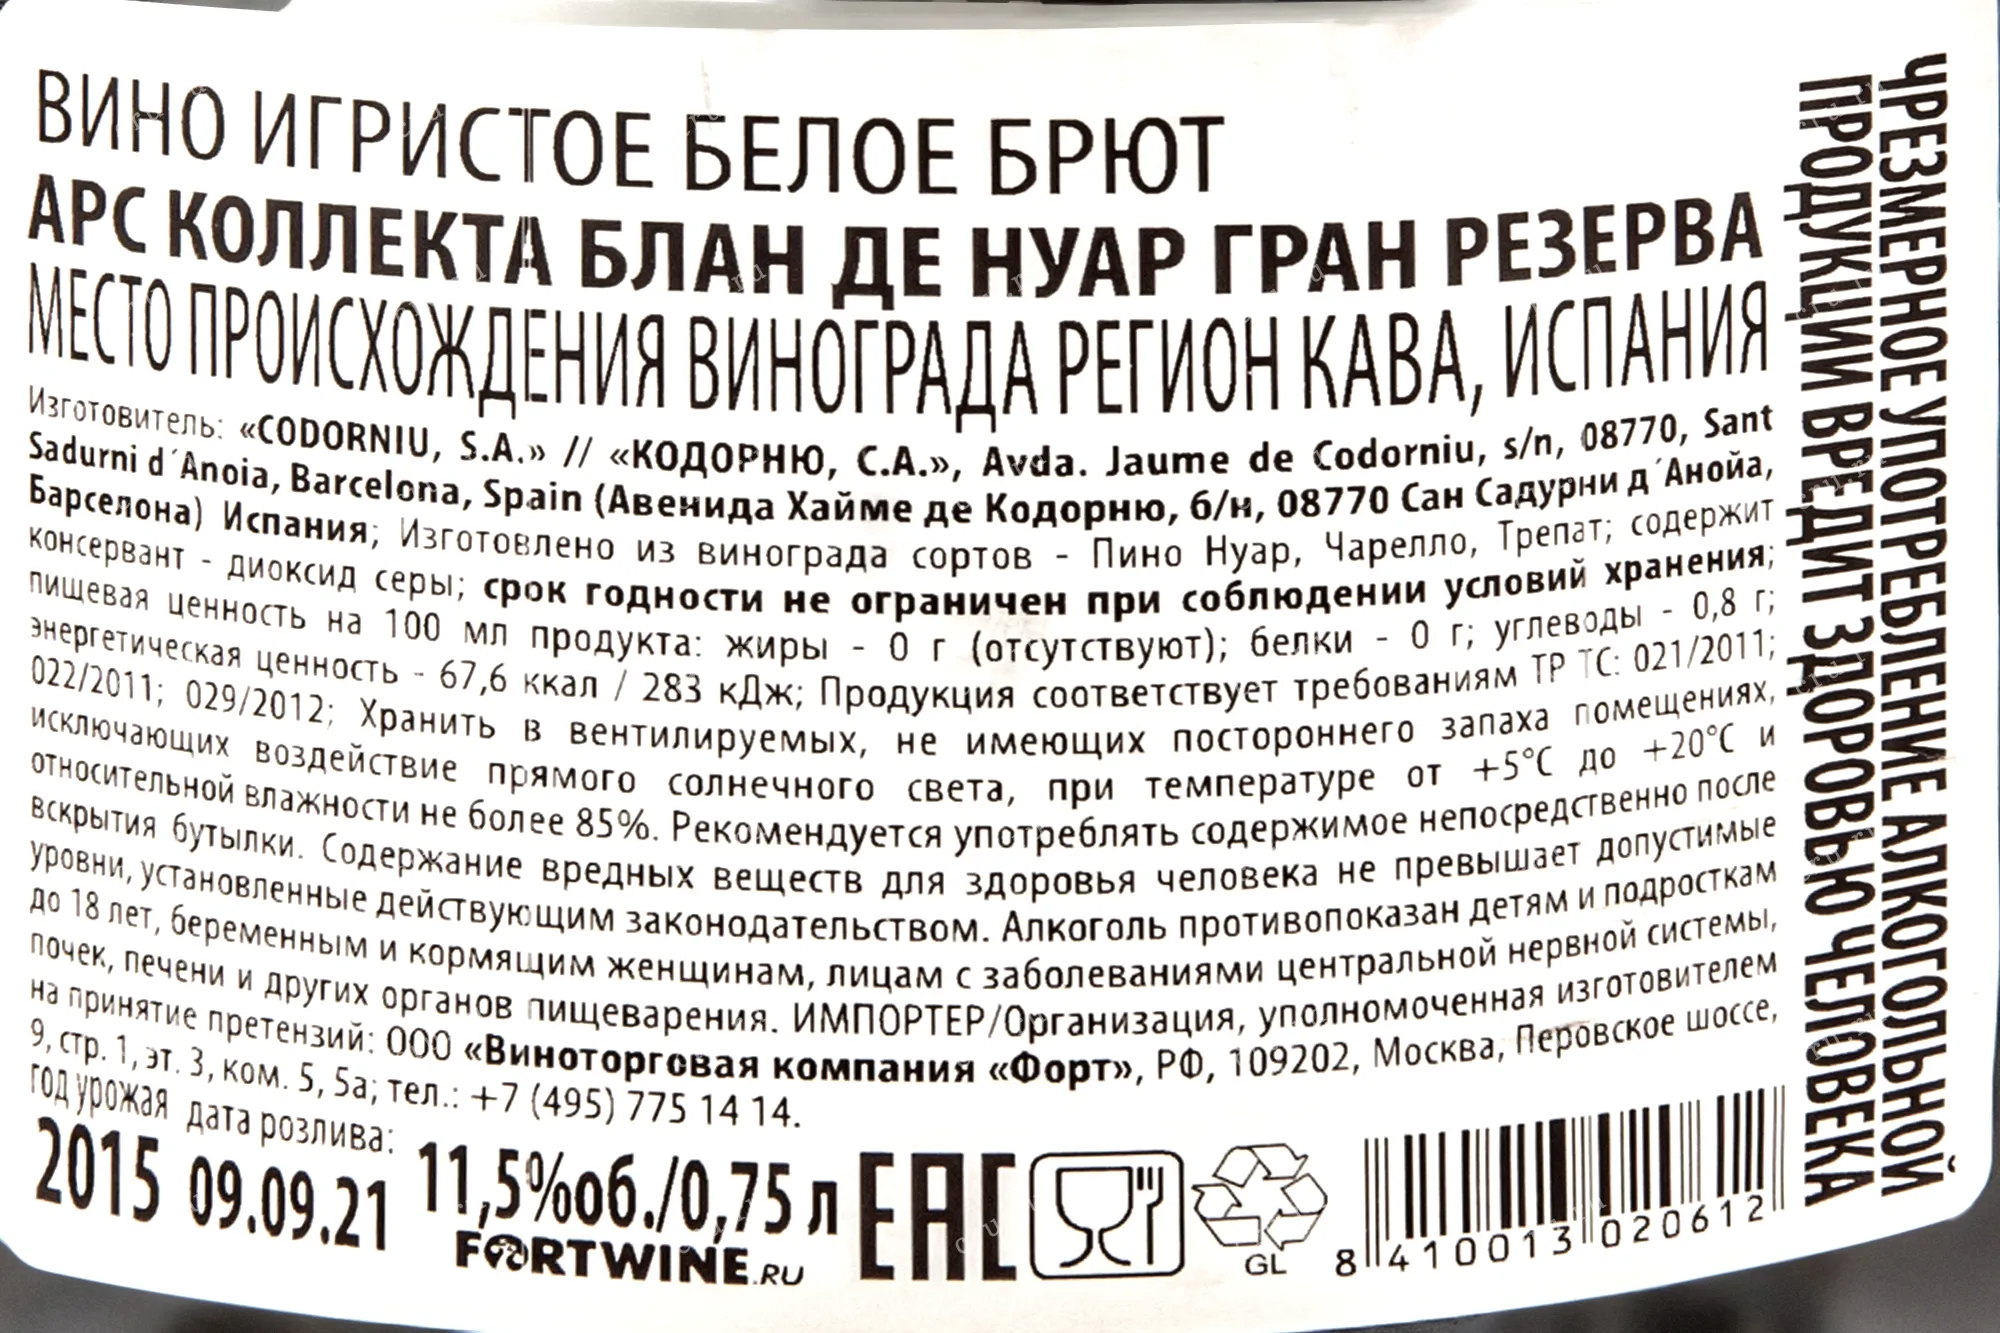 ВИНО ИГРИСТОЕ БЕЛОЕ БРЮТ
АРС КОЛЛЕКТА БЛАН ДЕ НУАР ГРАН РЕЗЕРВА
МЕСТО ПРОИСХОЖДЕНИЯ ВИНОГРАДА РЕГИОН КАВА, ИСПАНИЯ
Изготовитель: «CODORNIU, S.A.» // «КОДОРНЮ, С.А.», Avda. Jaume de Codorniu, s/n, 08770, Sant
Sadurni d´Anoia, Barcelona, Spain (Авенида Хайме де Кодорню, б/н, 08770 Сан Садурни д´Анойа,
Барселона) Испания; Изготовлено из винограда сортов - Пино Нуар, Чарелло, Трепат; содержит
консервант - диоксид серы; срок годности не ограничен при соблюдении условий хранения;
пищевая ценность на 100 мл продукта: жиры - 0 г (отсутствуют); белки - 0 г; углеводы - 0,8 г;
энергетическая ценность - 67,6 ккал / 283 кДж; Продукция соответствует требованиям ТР ТС: 021/2011;
022/2011; 029/2012; Хранить в вентилируемых, не имеющих постороннего запаха помещениях,
исключающих воздействие прямого солнечного света, при температуре от +5°С до +20°С и
относительной влажности не более 85%. Рекомендуется употреблять содержимое непосредственно после
вскрытия бутылки. Содержание вредных веществ для здоровья человека не превышает допустимые
уровни, установленные действующим законодательством. Алкоголь противопоказан детям и подросткам
до 18 лет, беременным и кормящим женщинам, лицам с заболеваниями центральной нервной системы,
почек, печени и других органов пищеварения. ИМПОРТЕР/Организация, уполномоченная изготовителем
на принятие претензий: ООО «Виноторговая компания «Форт», РФ, 109202, Москва, Перовское шоссе,
9, стр. 1, эт. 3, ком. 5, 5а; тел.: +7 (495) 775 14 14.
год урожая дата розлива:
2015 09.09.21 11,5%об./0,75 л EAC
FORTWINE.RU
GL
8 410013 020612
ЧРЕЗМЕРНОЕ УПОТРЕБЛЕНИЕ АЛКОГОЛЬНОЙ
ПРОДУКЦИИ ВРЕДИТ ЗДОРОВЬЮ ЧЕЛОВЕКА